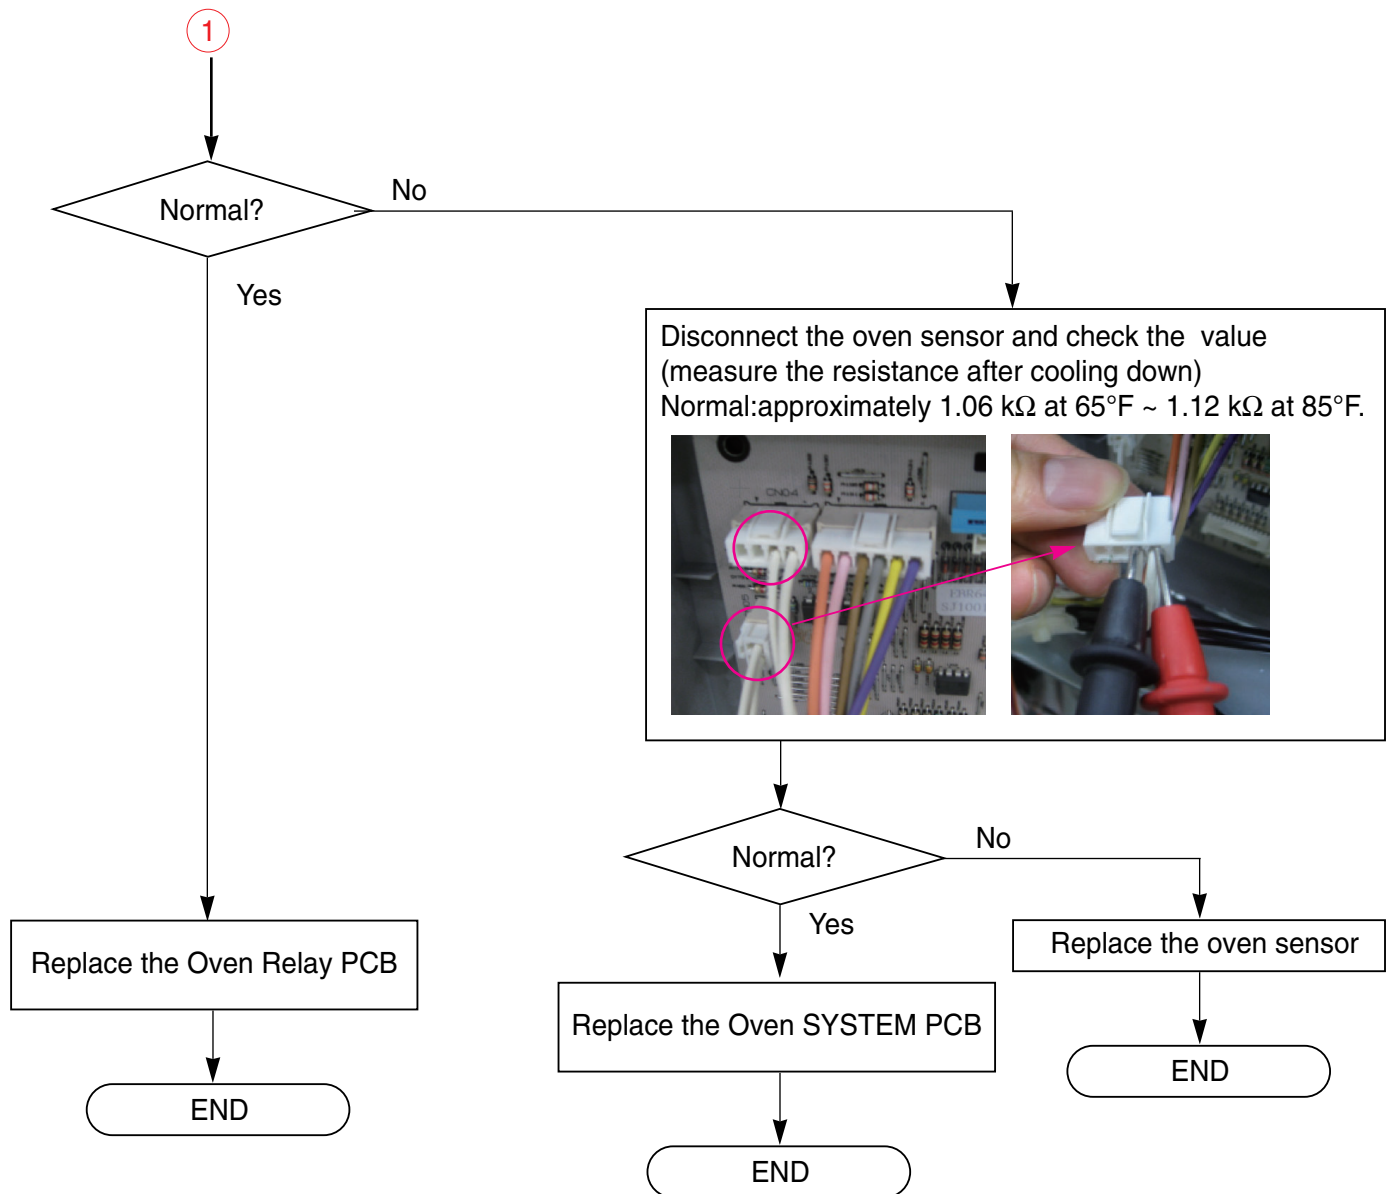 1
Normal?
No
Yes
Disconnect the oven sensor and check the value
(measure the resistance after cooling down)
Normal:approximately 1.06 kΩ at 65°F ~ 1.12 kΩ at 85°F.
CN04
Normal?
No
Yes
Replace the Oven Relay PCB
Replace the oven sensor
Replace the Oven SYSTEM PCB
END
END
END